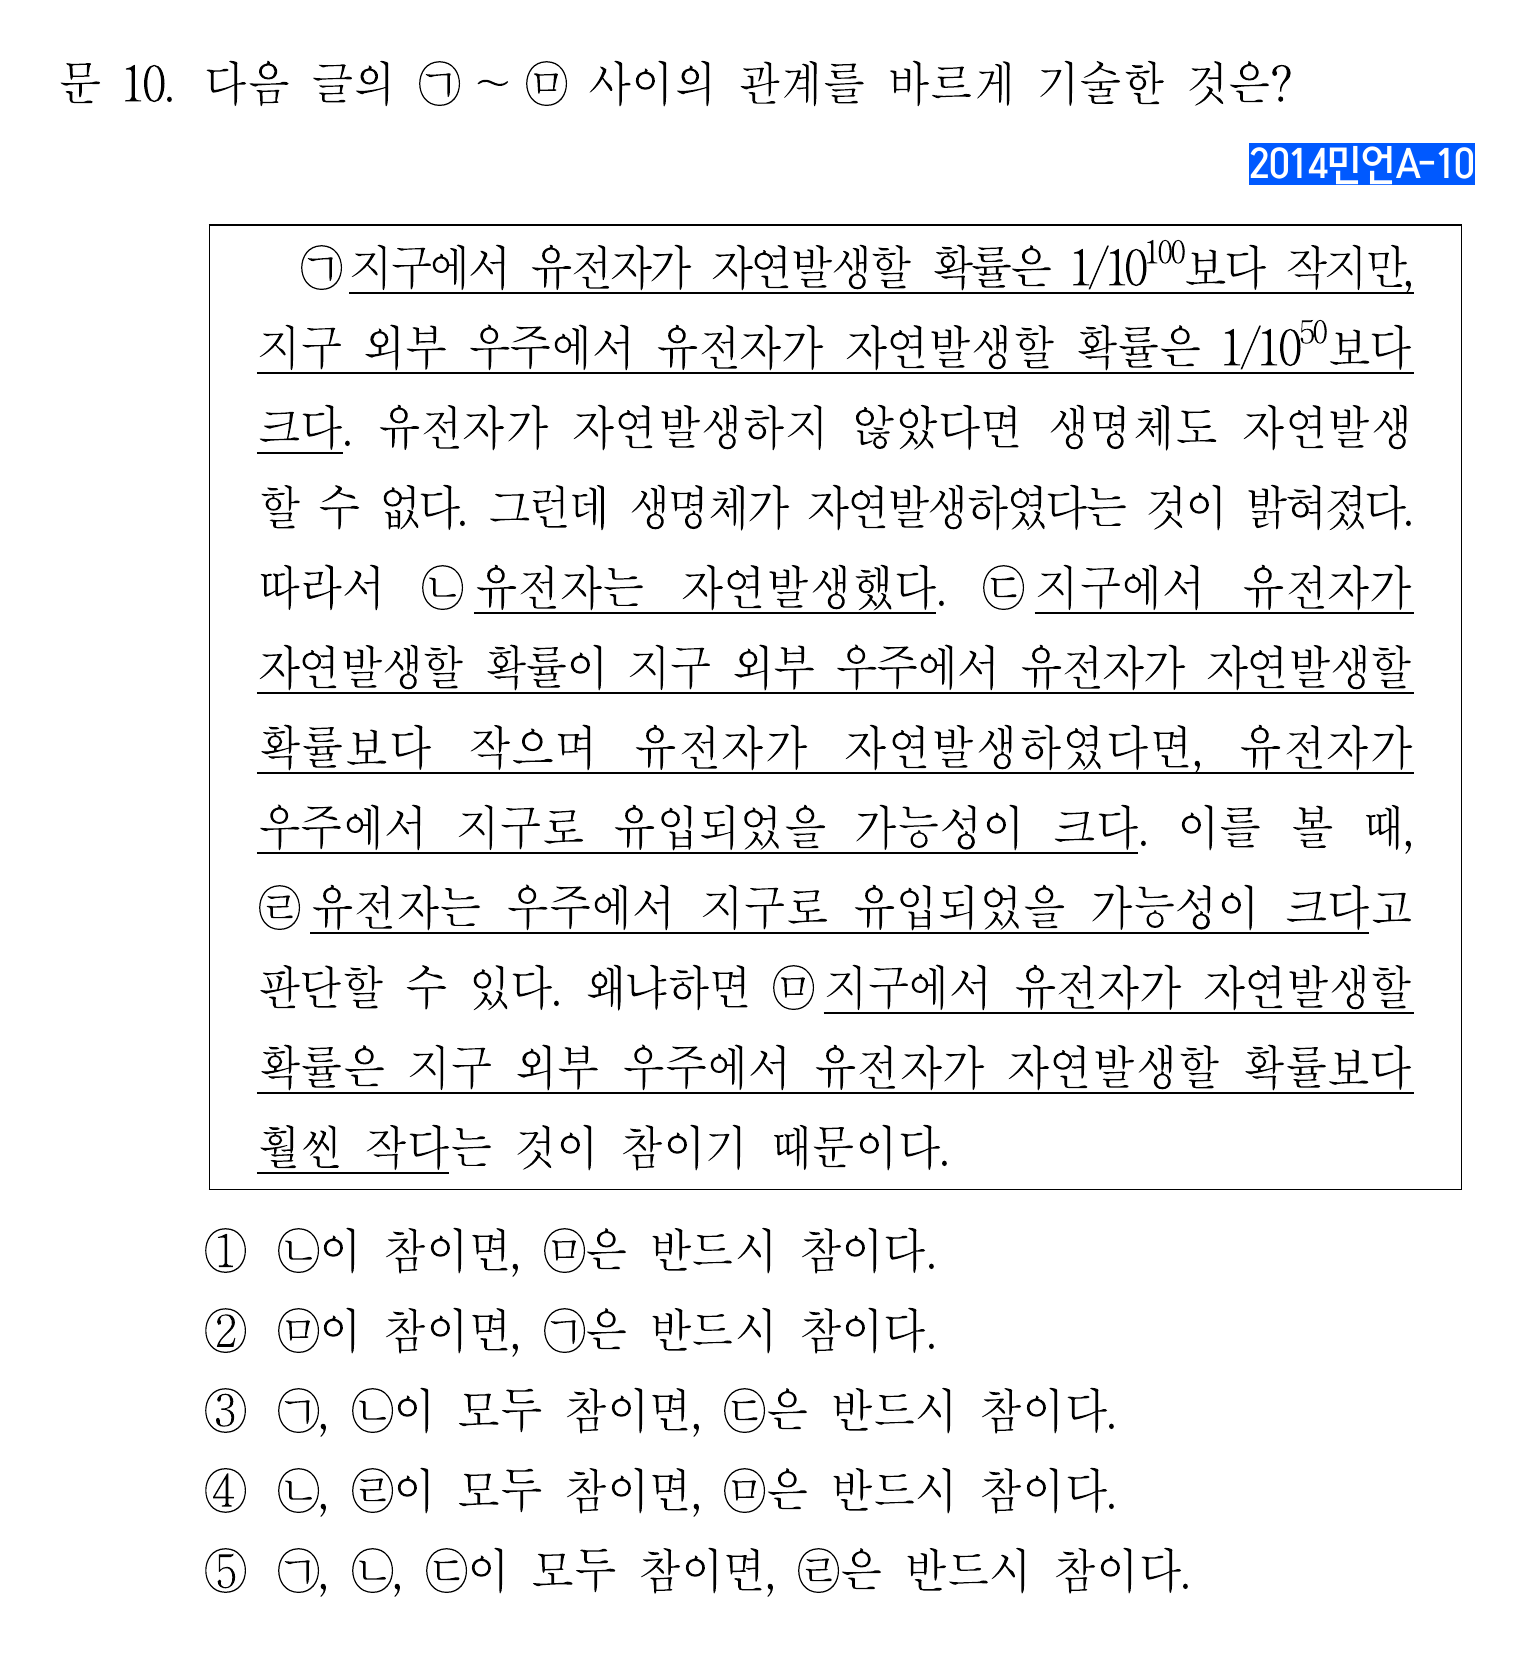 문 10. 다음 글의 ㉠ ~ ㉤ 사이의 관계를 바르게 기술한 것은?
2014민언A-10
㉠지구에서 유전자가 자연발생할 확률은 1/10¹⁰⁰보다 작지만,
지구 외부 우주에서 유전자가 자연발생할 확률은 1/10⁵⁰보다
크다. 유전자가 자연발생하지 않았다면 생명체도 자연발생
할 수 없다. 그런데 생명체가 자연발생하였다는 것이 밝혀졌다.
따라서 ㉡유전자는 자연발생했다. ㉢지구에서 유전자가
자연발생할 확률이 지구 외부 우주에서 유전자가 자연발생할
확률보다 작으며 유전자가 자연발생하였다면, 유전자가
우주에서 지구로 유입되었을 가능성이 크다. 이를 볼 때,
㉣유전자는 우주에서 지구로 유입되었을 가능성이 크다고
판단할 수 있다. 왜냐하면 ㉤지구에서 유전자가 자연발생할
확률은 지구 외부 우주에서 유전자가 자연발생할 확률보다
훨씬 작다는 것이 참이기 때문이다.
① ㉡이 참이면, ㉤은 반드시 참이다.
② ㉤이 참이면, ㉠은 반드시 참이다.
③ ㉠, ㉡이 모두 참이면, ㉢은 반드시 참이다.
④ ㉡, ㉣이 모두 참이면, ㉤은 반드시 참이다.
⑤ ㉠, ㉡, ㉢이 모두 참이면, ㉣은 반드시 참이다.